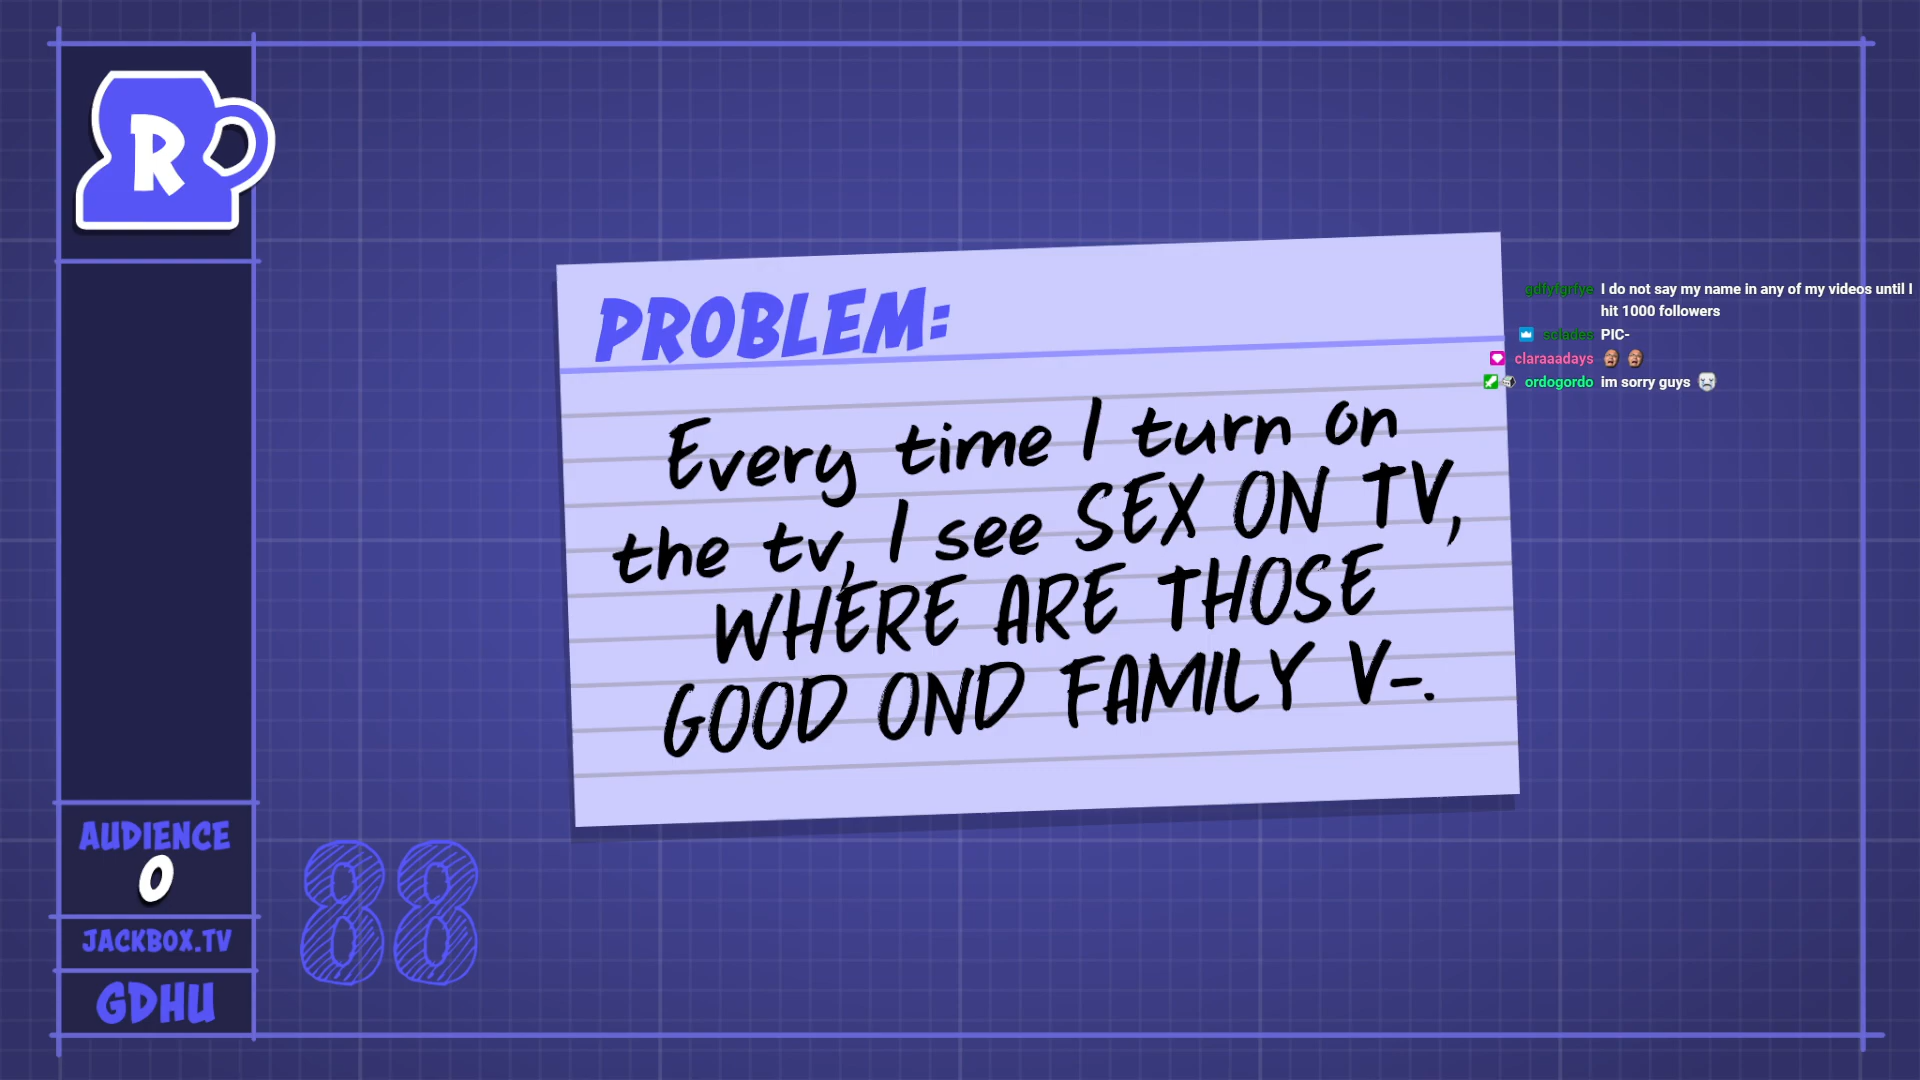 R
PROBLEM:
Every time I turn on
the tv, I see SEX ON TV,
WHERE ARE THOSE
GOOD OND FAMILY V-.
gdfyfgrfye I do not say my name in any of my videos until I
hit 1000 followers
sclades PIC-
claraaadays
ordogordo im sorry guys
AUDIENCE
0
JACKBOX.TV
GDHU
88